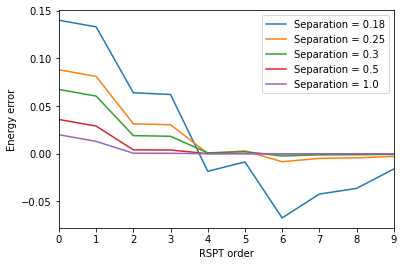 0.15
0.10
0.05
0.00
−0.05
Energy error
Separation = 0.18
Separation = 0.25
Separation = 0.3
Separation = 0.5
Separation = 1.0
0 1 2 3 4 5 6 7 8 9
RSPT order